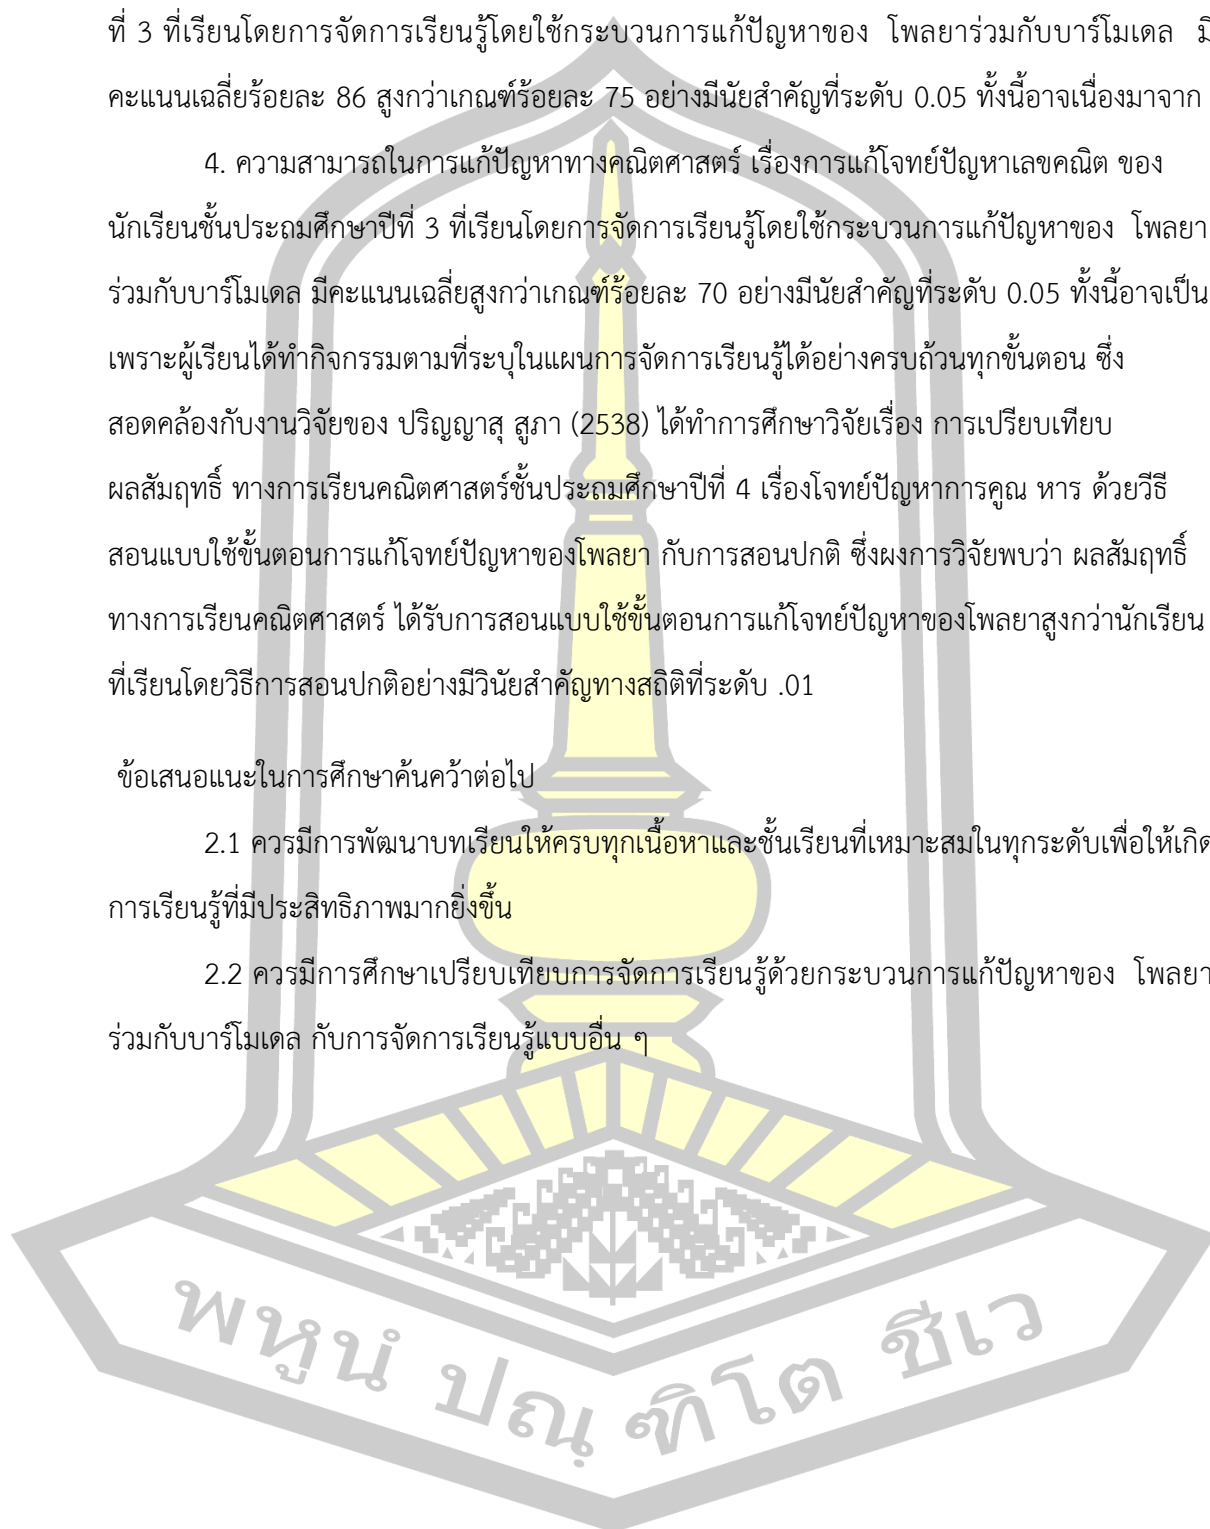 ที่ 3 ที่เรียนโดยการจัดการเรียนรู้โดยใช้กระบวนการแก้ปัญหาของ โพลยาร่วมกับบาร์โมเดล มี
คะแนนเฉลี่ยร้อยละ 86 สูงกว่าเกณฑ์ร้อยละ 75 อย่างมีนัยสำคัญที่ระดับ 0.05 ทั้งนี้อาจเนื่องมาจาก
4. ความสามารถในการแก้ปัญหาทางคณิตศาสตร์ เรื่องการแก้โจทย์ปัญหาเลขคณิต ของ
นักเรียนชั้นประถมศึกษาปีที่ 3 ที่เรียนโดยการจัดการเรียนรู้โดยใช้กระบวนการแก้ปัญหาของ โพลยา
ร่วมกับบาร์โมเดล มีคะแนนเฉลี่ยสูงกว่าเกณฑ์ร้อยละ 70 อย่างมีนัยสำคัญที่ระดับ 0.05 ทั้งนี้อาจเป็น
เพราะผู้เรียนได้ทำกิจกรรมตามที่ระบุในแผนการจัดการเรียนรู้ได้อย่างครบถ้วนทุกขั้นตอน ซึ่ง
สอดคล้องกับงานวิจัยของ ปริญญาสุ สูภา (2538) ได้ทำการศึกษาวิจัยเรื่อง การเปรียบเทียบ
ผลสัมฤทธิ์ ทางการเรียนคณิตศาสตร์ชั้นประถมศึกษาปีที่ 4 เรื่องโจทย์ปัญหาการคูณ หาร ด้วยวีธี
สอนแบบใช้ขั้นตอนการแก้โจทย์ปัญหาของโพลยา กับการสอนปกติ ซึ่งผงการวิจัยพบว่า ผลสัมฤทธิ์
ทางการเรียนคณิตศาสตร์ ได้รับการสอนแบบใช้ขั้นตอนการแก้โจทย์ปัญหาของโพลยาสูงกว่านักเรียน
ที่เรียนโดยวิธีการสอนปกติอย่างมีวินัยสำคัญทางสถิติที่ระดับ .01
ข้อเสนอแนะในการศึกษาค้นคว้าต่อไป
2.1 ควรมีการพัฒนาบทเรียนให้ครบทุกเนื้อหาและชั้นเรียนที่เหมาะสมในทุกระดับเพื่อให้เกิด
การเรียนรู้ที่มีประสิทธิภาพมากยิ่งขึ้น
2.2 ควรมีการศึกษาเปรียบเทียบการจัดการเรียนรู้ด้วยกระบวนการแก้ปัญหาของ โพลยา
ร่วมกับบาร์โมเดล กับการจัดการเรียนรู้แบบอื่น ๆ
พหูนํ ปณฺฑิโต ชีเว